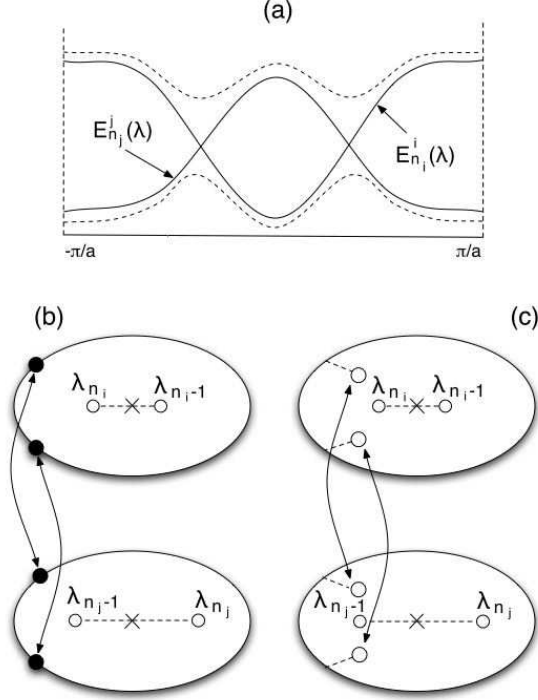 (a)
E^j_{n_j}(λ)
E^i_{n_i}(λ)
-π/a π/a
(b) (c)
λ_{n_i} λ_{n_i-1} λ_{n_i} λ_{n_i-1}
λ_{n_j-1} λ_{n_j} λ_{n_j-1} λ_{n_j}